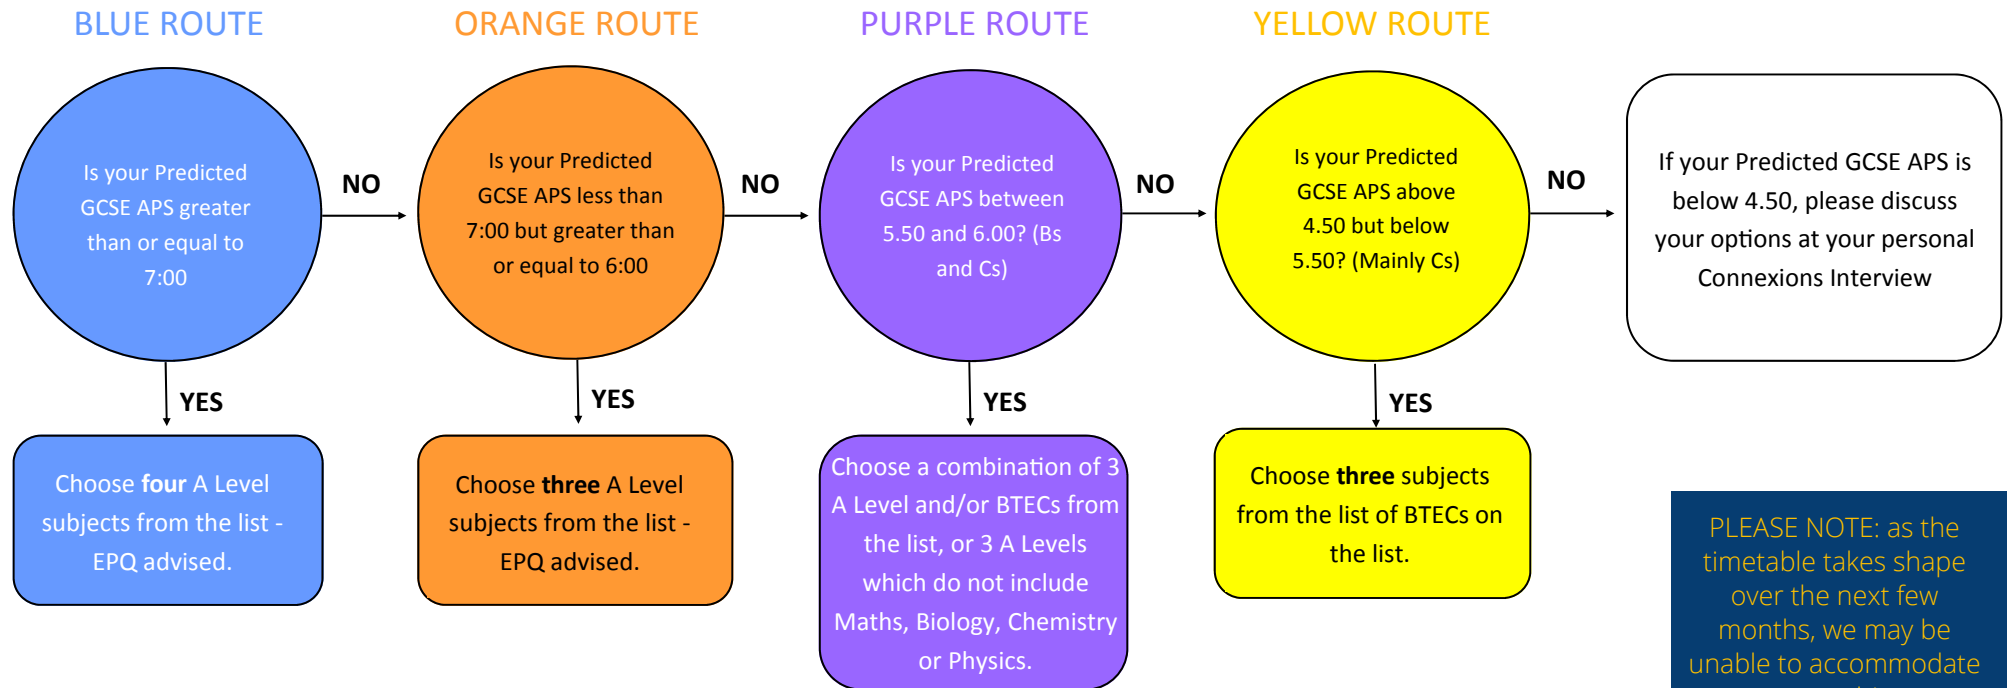 BLUE ROUTE
ORANGE ROUTE
PURPLE ROUTE
YELLOW ROUTE
Is your Predicted
GCSE APS greater
than or equal to
7:00
NO
Is your Predicted
GCSE APS less than
7:00 but greater than
or equal to 6:00
NO
Is your Predicted
GCSE APS between
5.50 and 6.00? (Bs
and Cs)
NO
Is your Predicted
GCSE APS above
4.50 but below
5.50? (Mainly Cs)
NO
If your Predicted GCSE APS is
below 4.50, please discuss
your options at your personal
Connexions Interview
YES
YES
YES
YES
Choose four A Level
subjects from the list -
EPQ advised.
Choose three A Level
subjects from the list -
EPQ advised.
Choose a combination of 3
A Level and/or BTECs from
the list, or 3 A Levels
which do not include
Maths, Biology, Chemistry
or Physics.
Choose three subjects
from the list of BTECs on
the list.
PLEASE NOTE: as the
timetable takes shape
over the next few
months, we may be
unable to accommodate